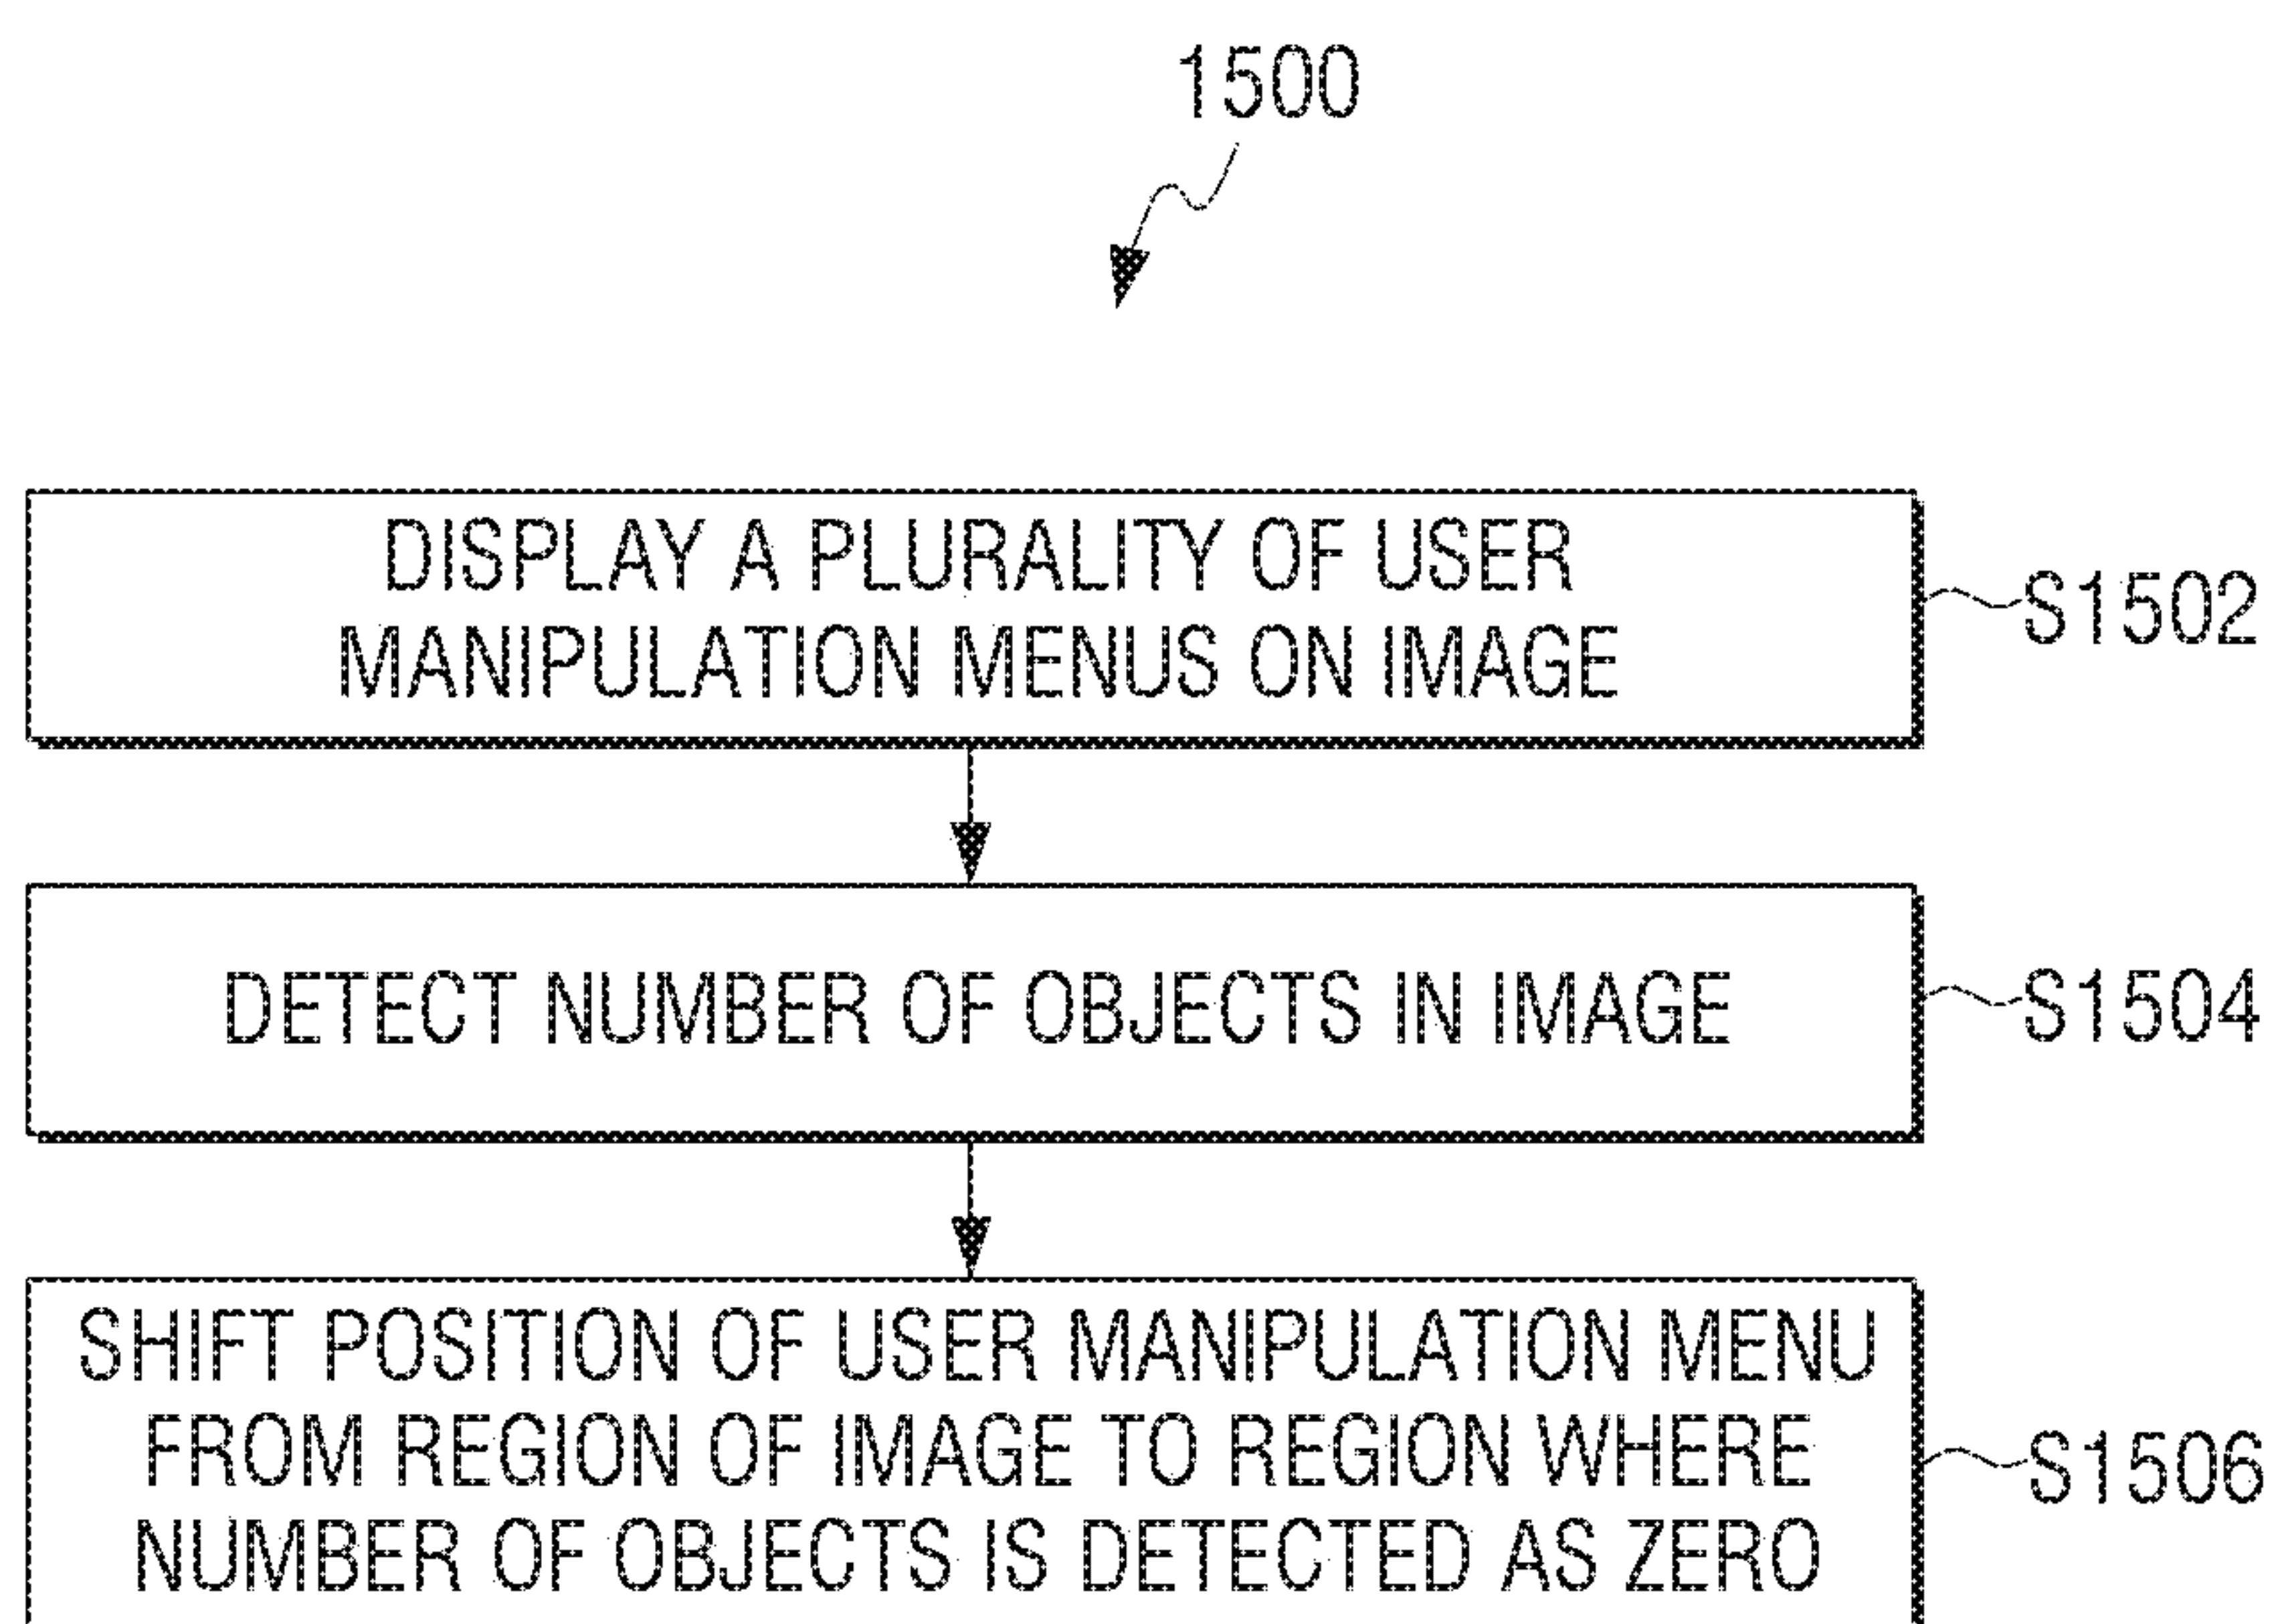 1500
DISPLAY A PLURALITY OF USER
MANIPULATION MENUS ON IMAGE
S1502
DETECT NUMBER OF OBJECTS IN IMAGE
S1504
SHIFT POSITION OF USER MANIPULATION MENU
FROM REGION OF IMAGE TO REGION WHERE
NUMBER OF OBJECTS IS DETECTED AS ZERO
S1506